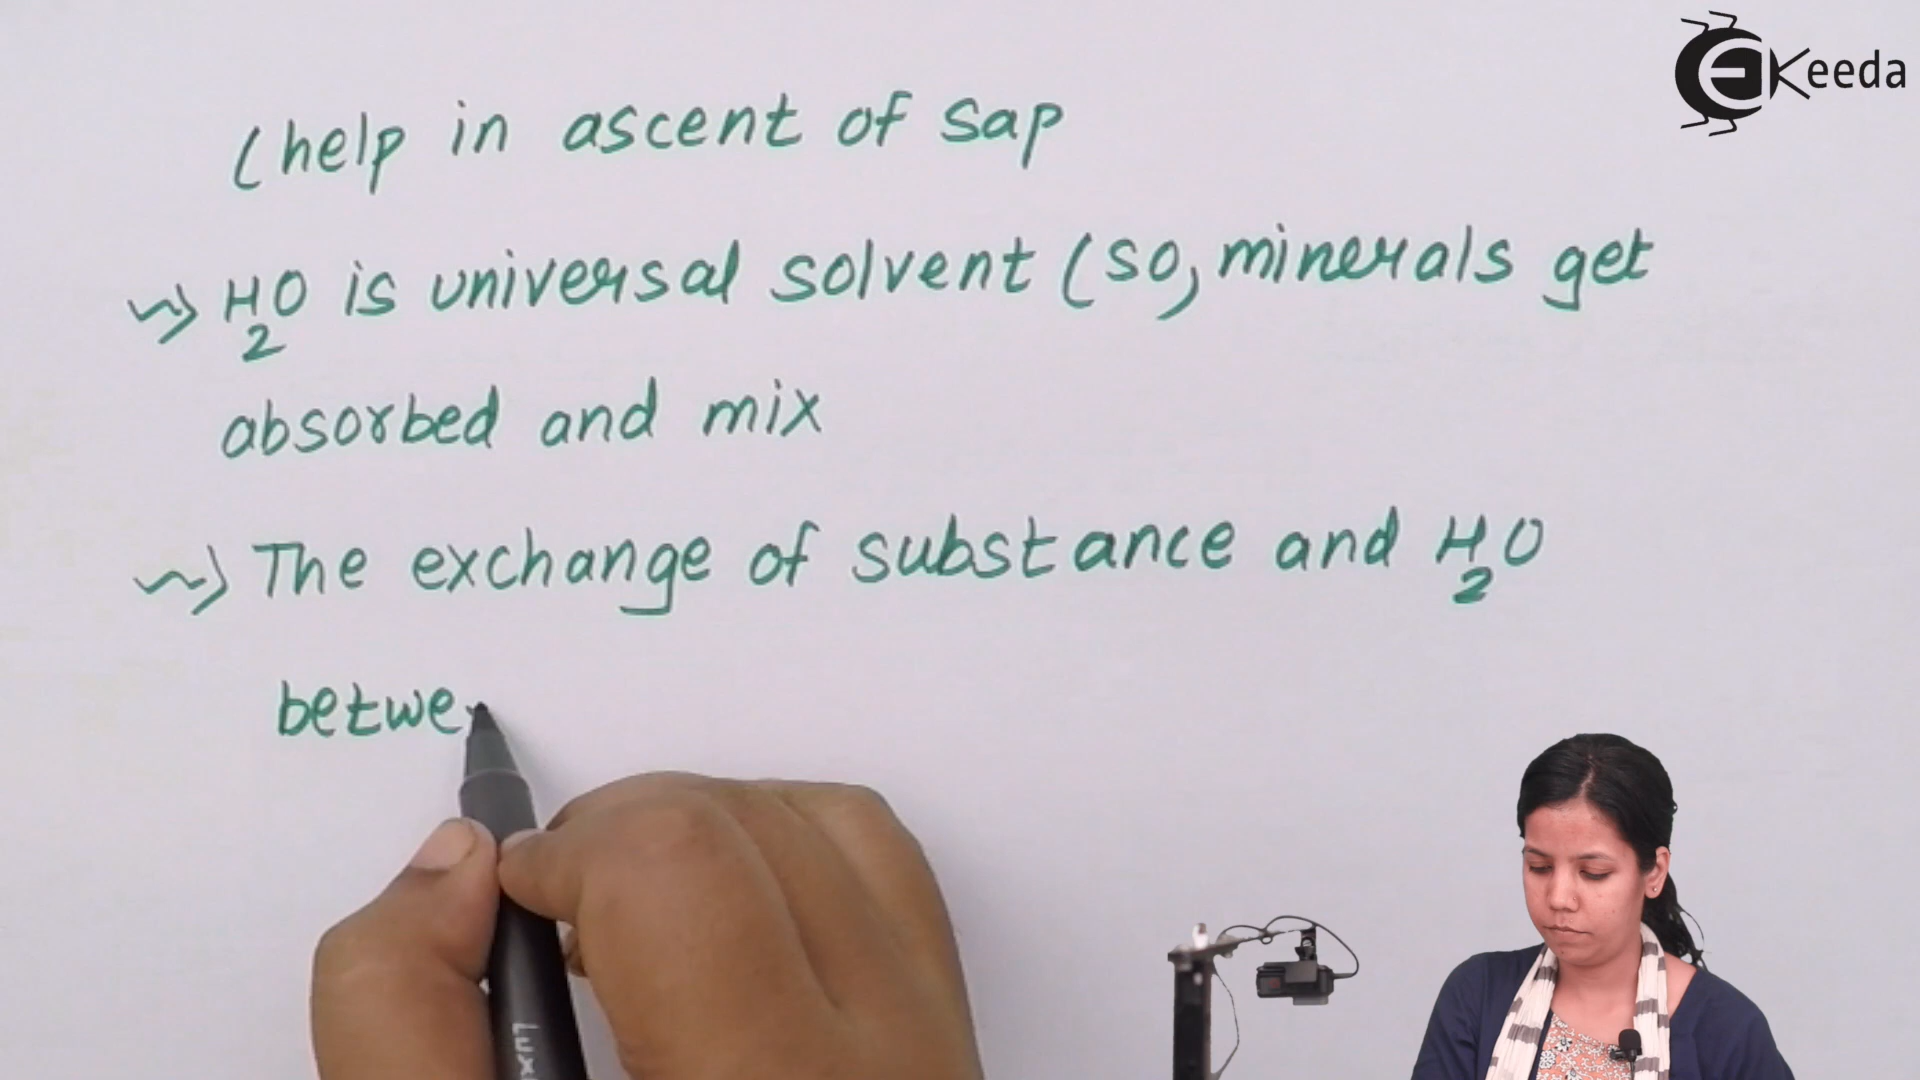 EKeeda
(help in ascent of sap
⇝ H2O is universal solvent (so, minerals get
absorbed and mix
⇝ The exchange of substance and H2O
betwe